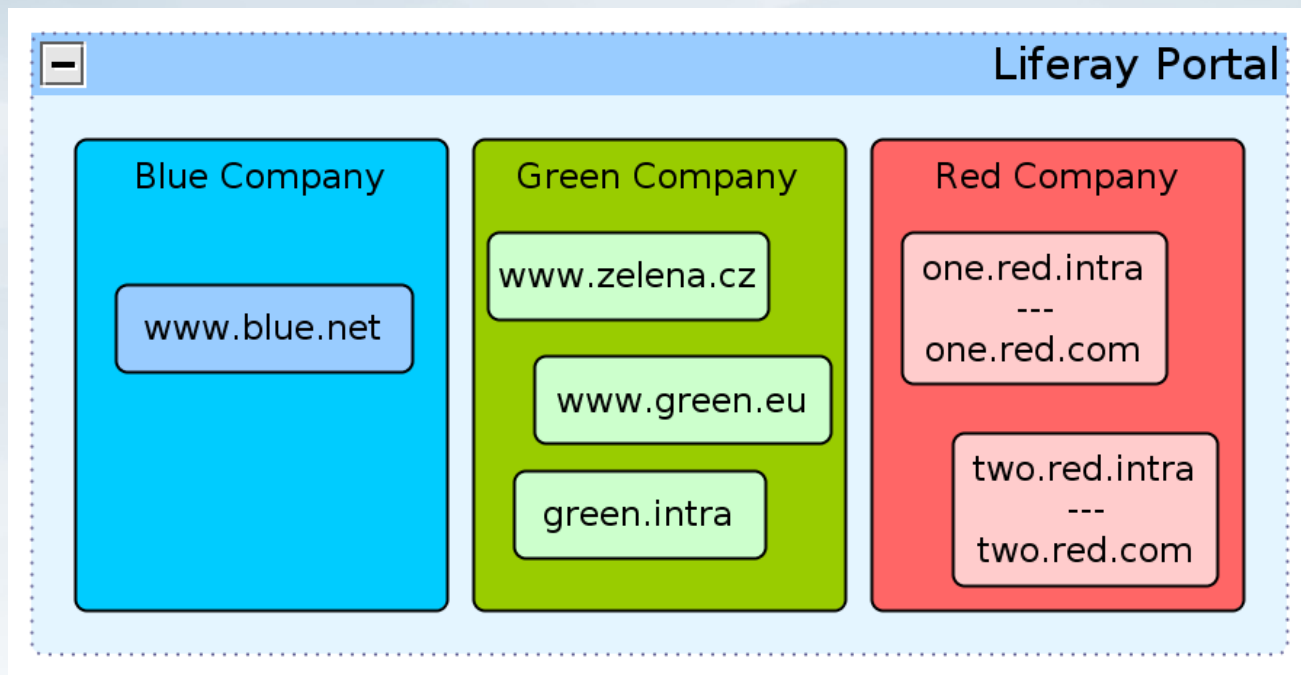 Liferay Portal
Blue Company
www.blue.net
Green Company
www.zelena.cz
www.green.eu
green.intra
Red Company
one.red.intra
---
one.red.com
two.red.intra
---
two.red.com